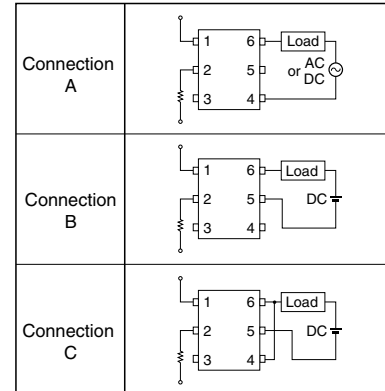 Connection
A
1 6 Load
2 5 or AC
DC
3 4
Connection
B
1 6 Load
2 5 DC
3 4
Connection
C
1 6 Load
2 5 DC
3 4